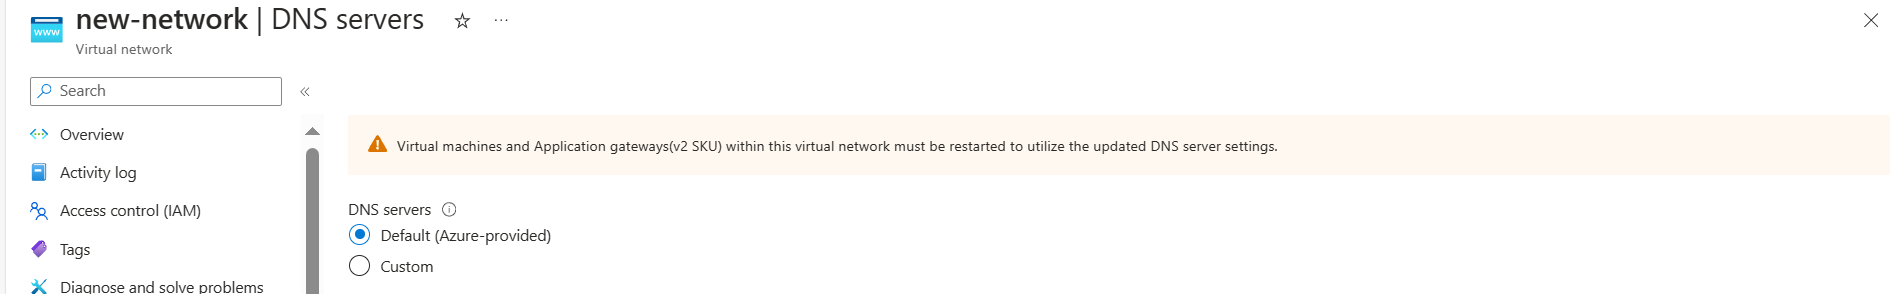 new-network | DNS servers
Virtual network
Search
Overview
Activity log
Access control (IAM)
Tags
Diagnose and solve problems
Virtual machines and Application gateways(v2 SKU) within this virtual network must be restarted to utilize the updated DNS server settings.
DNS servers
Default (Azure-provided)
Custom